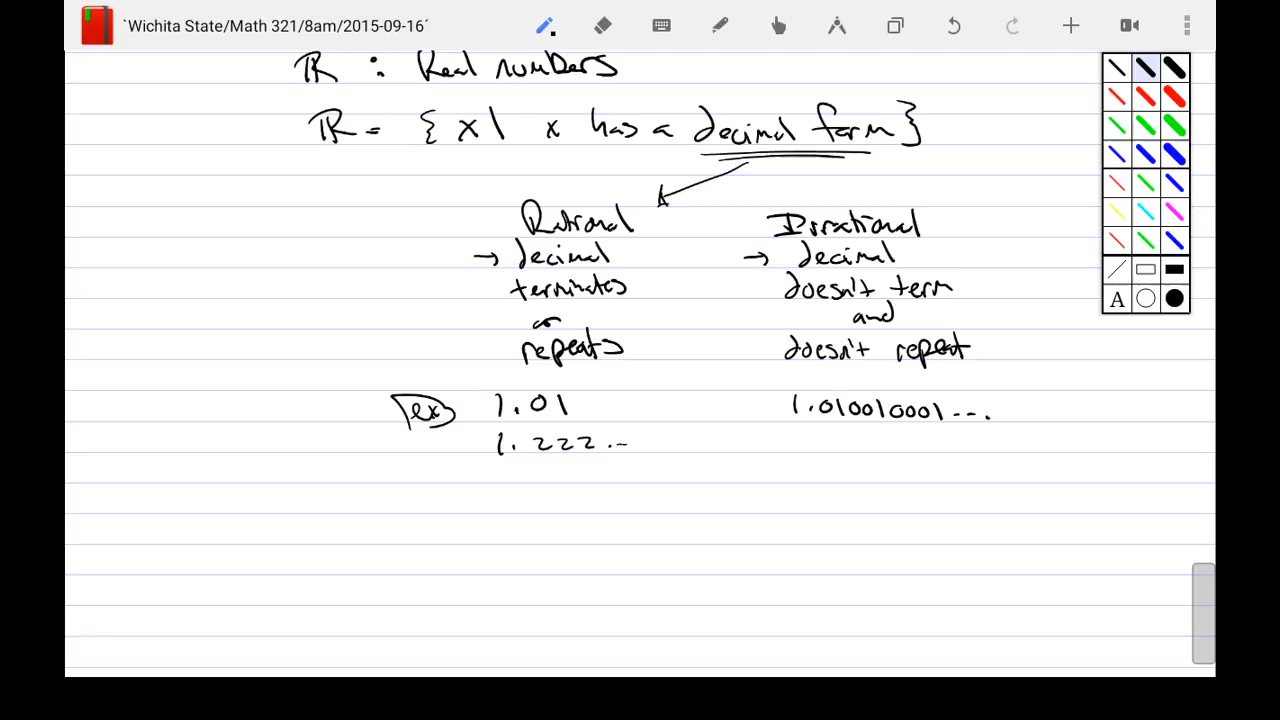 `Wichita State/Math 321/8am/2015-09-16´
ℝ : Real numbers
ℝ = { x | x has a decimal form }
Rational Irrational
→ decimal → decimal
terminates doesn't term
or and
repeats doesn't repeat
ex 1.01 1.010010001...
1.222...
A